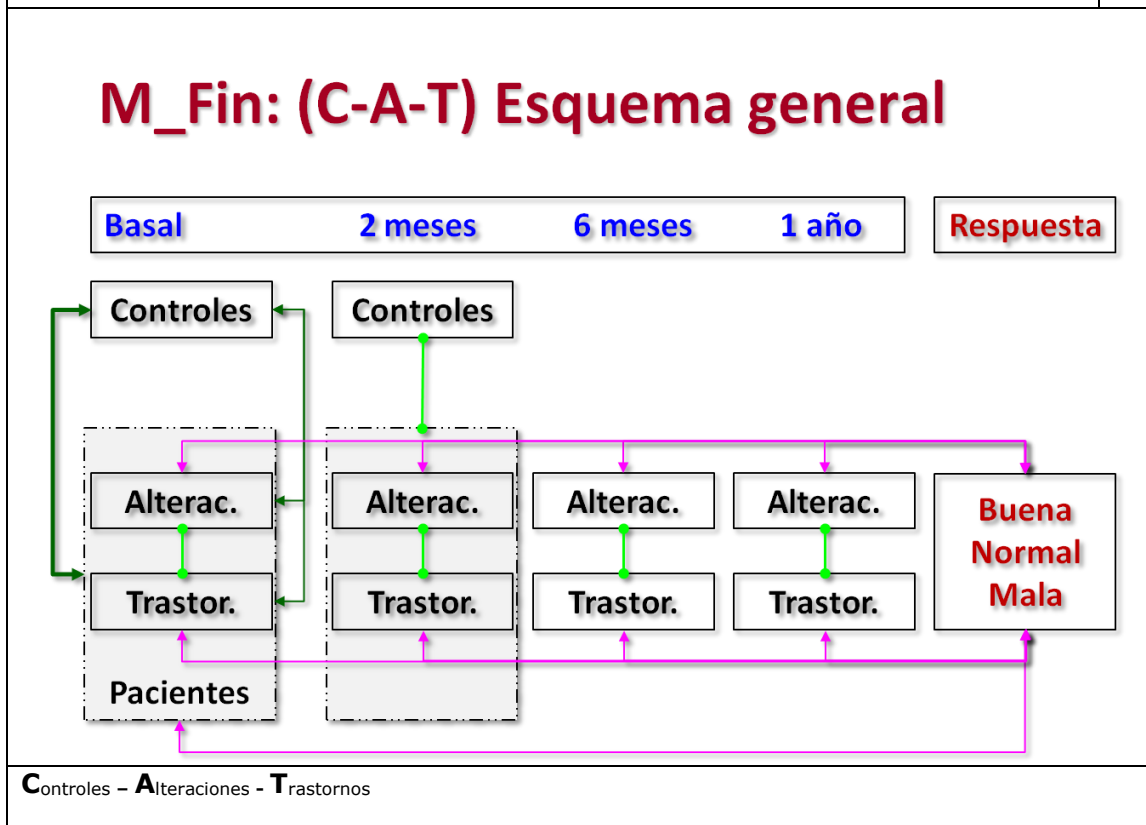 M_Fin: (C-A-T) Esquema general
Basal 2 meses 6 meses 1 año Respuesta
Controles Controles
Alterac. Alterac. Alterac. Alterac.
Buena
Normal
Mala
Trastor. Trastor. Trastor. Trastor.
Pacientes
Controles – Alteraciones - Trastornos